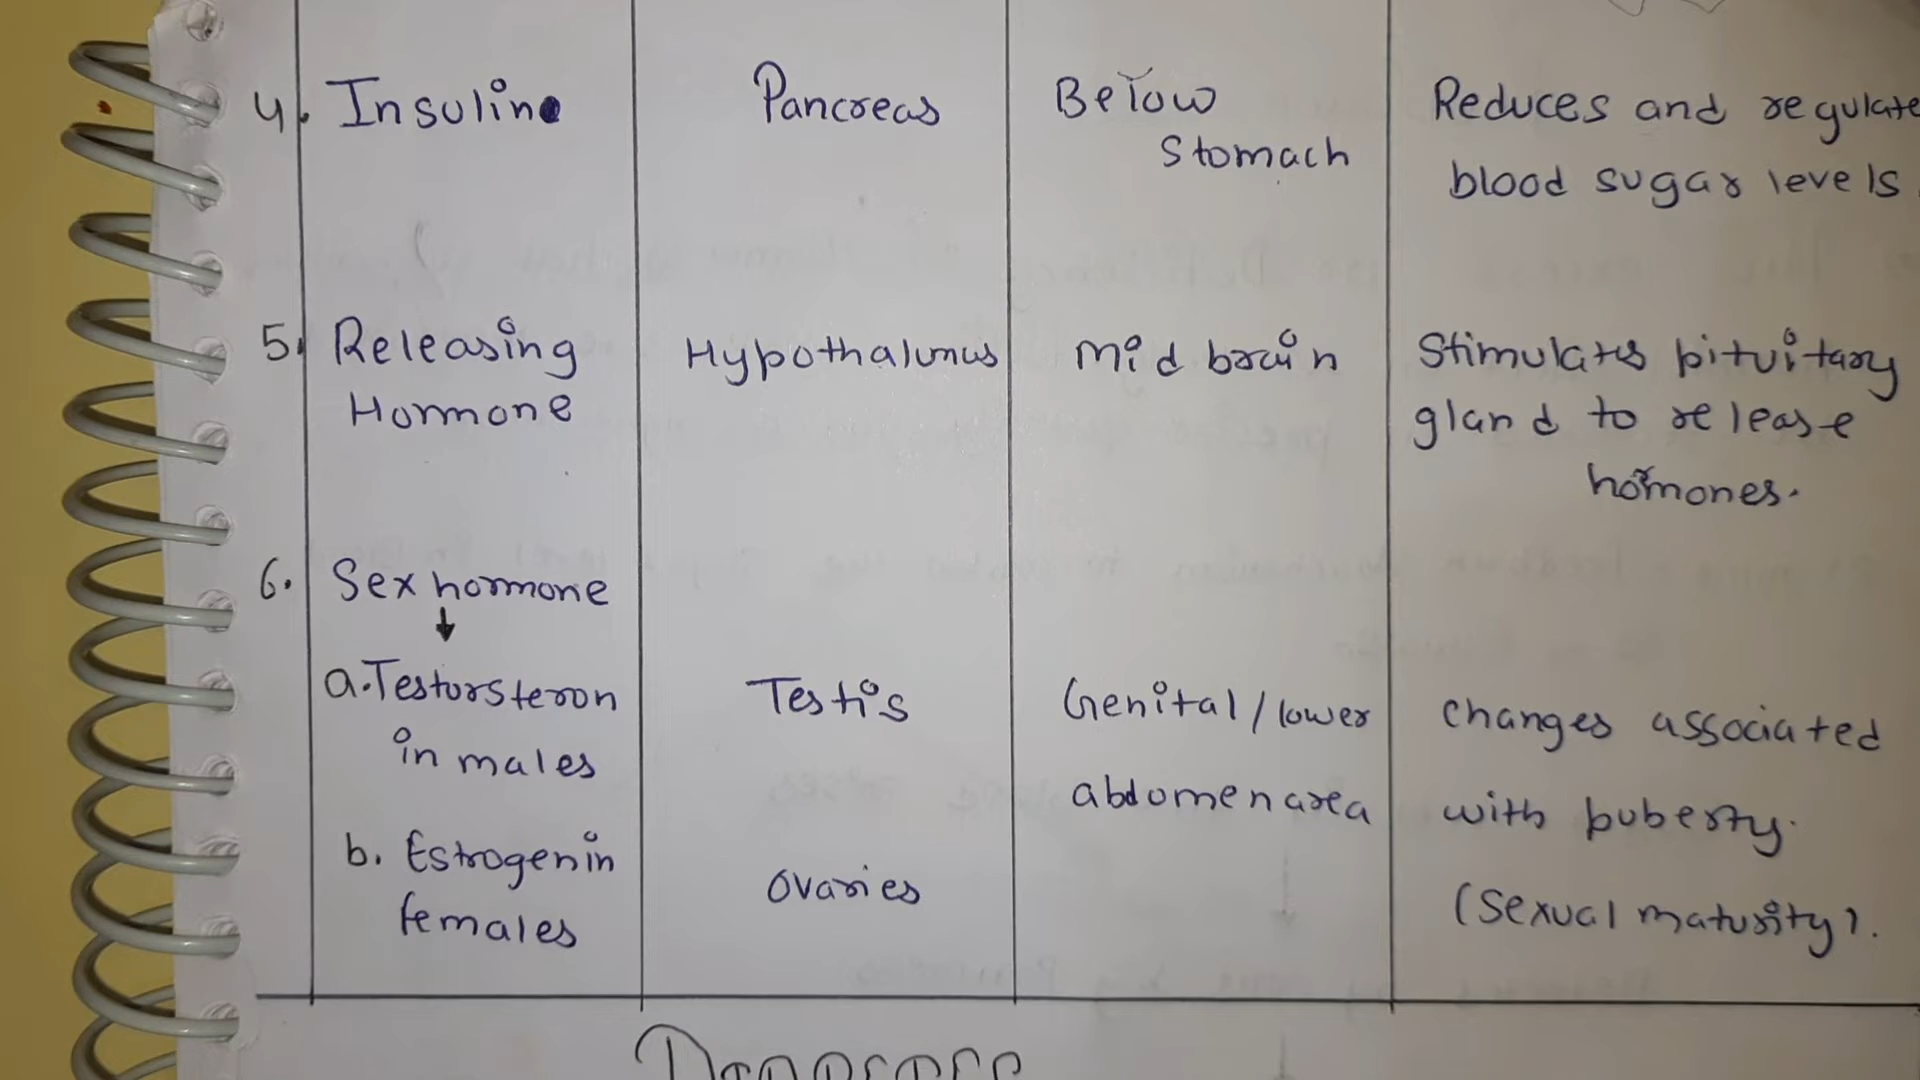 4. Insulin Pancreas Below Reduces and regulate
Stomach blood sugar levels.
5. Releasing Hypothalumus Mid brain Stimulates pituitary
Hormone gland to release
hormones.
6. Sex hormone
↓
a. Testorsteron Testis Genital / lower changes associated
in males abdomen area with puberty.
b. Estrogen in Ovaries (Sexual maturity).
females